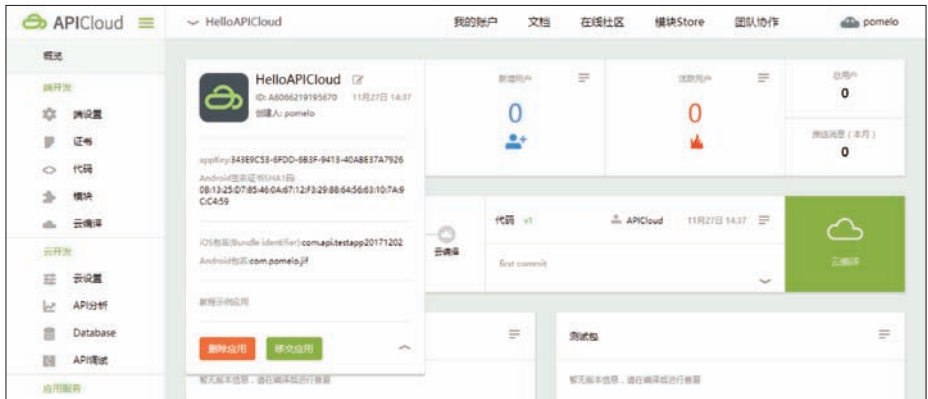 APICloud
HelloAPICloud
我的账户 文档 在线社区 模块Store 团队协作 pomelo
概览
端开发
端设置
证书
代码
模块
云编译
云开发
云设置
API分析
Database
API调试
应用服务
HelloAPICloud
ID: A6066219195670 11月27日 14:37
创建人: pomelo
appKey:343E9C53-6FDD-6B3F-9413-40ABE37A7926
Android签名证书SHA1码:
0B:13:25:D7:85:46:0A:67:12:F3:29:88:64:56:63:10:7A:9
C:C4:59
iOS包名(Bundle identifier):com.api.testapp20171202
Android包名:com.pomelo.jif
教程示例应用
删除应用 移交应用
新增用户
0
活跃用户
0
总用户
0
推送消息(本月)
0
云编译
代码 v1 APICloud 11月27日 14:37
first commit
云编译
测试包
暂无版本信息,请在编译后进行查看
暂无版本信息,请在编译后进行查看